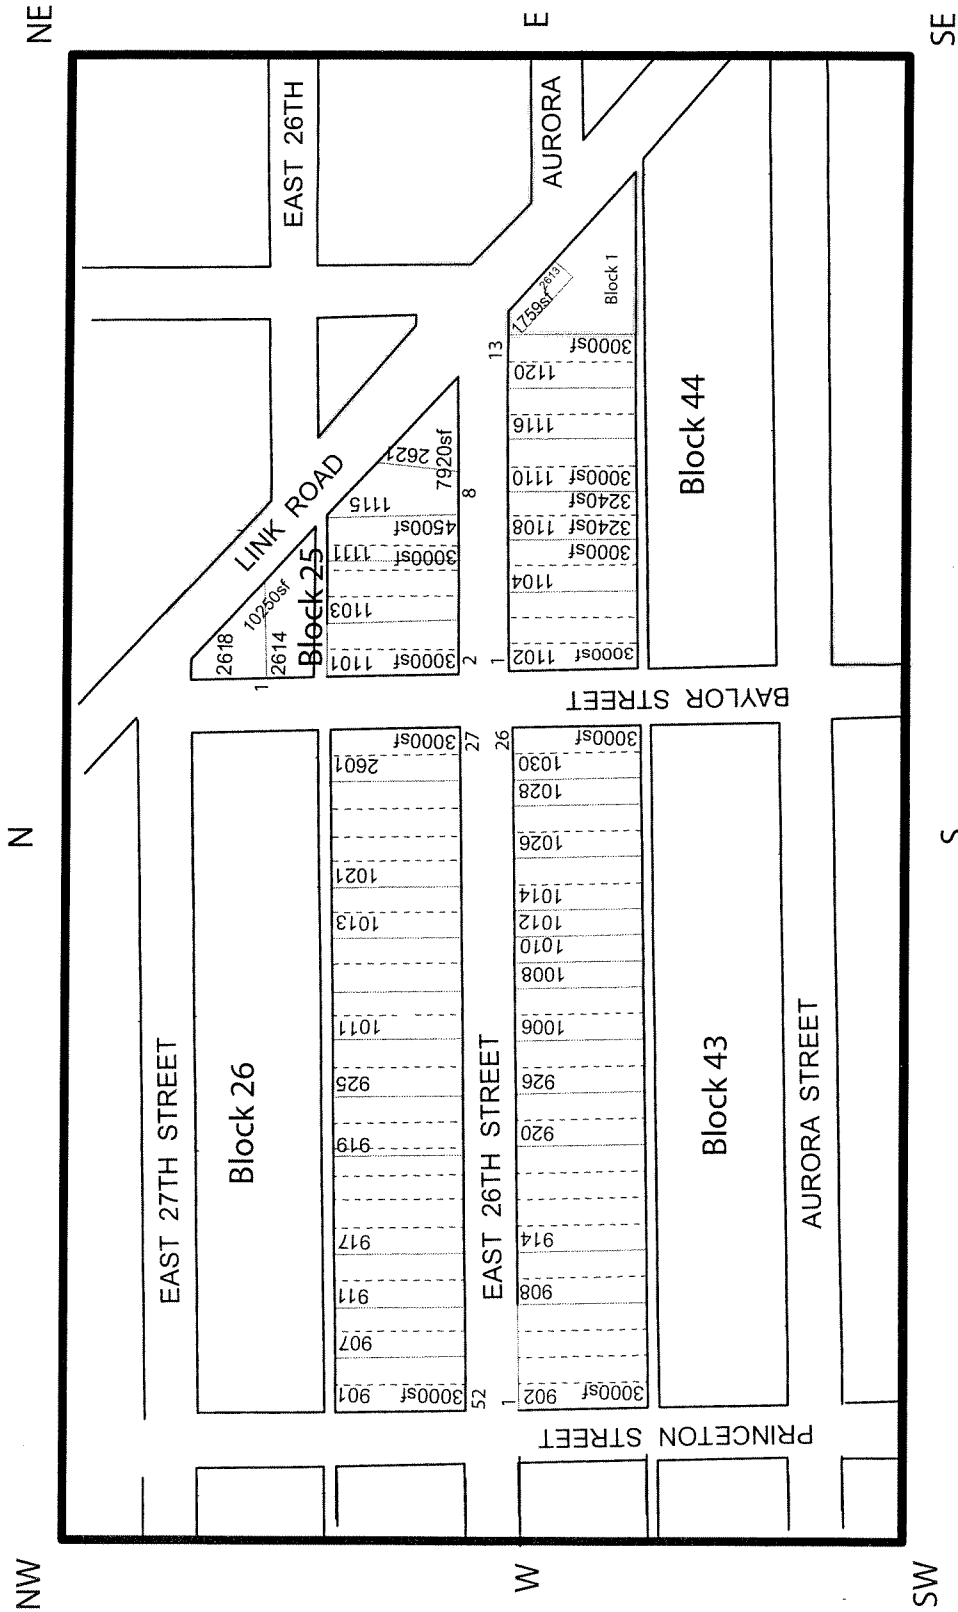 NE
E
SE
EAST 26TH
AURORA
LINK ROAD
2618
10250sf
2614
1
Block 25
1101
3000sf
1103
1111
3000sf
4500sf
1115
2621
7920sf
2
8
1
13
1102
3000sf
1104
3000sf
1108
3240sf
3240sf
1110
3000sf
1116
1120
3000sf
1759sf
2613
Block 1
Block 44
BAYLOR STREET
N
S
EAST 27TH STREET
Block 26
901
3000sf
907
911
917
919
925
1011
1013
1021
2601
3000sf
52
27
EAST 26TH STREET
1
26
902
3000sf
908
914
920
926
1006
1008
1010
1012
1014
1026
1028
1030
3000sf
Block 43
AURORA STREET
PRINCETON STREET
NW
W
SW